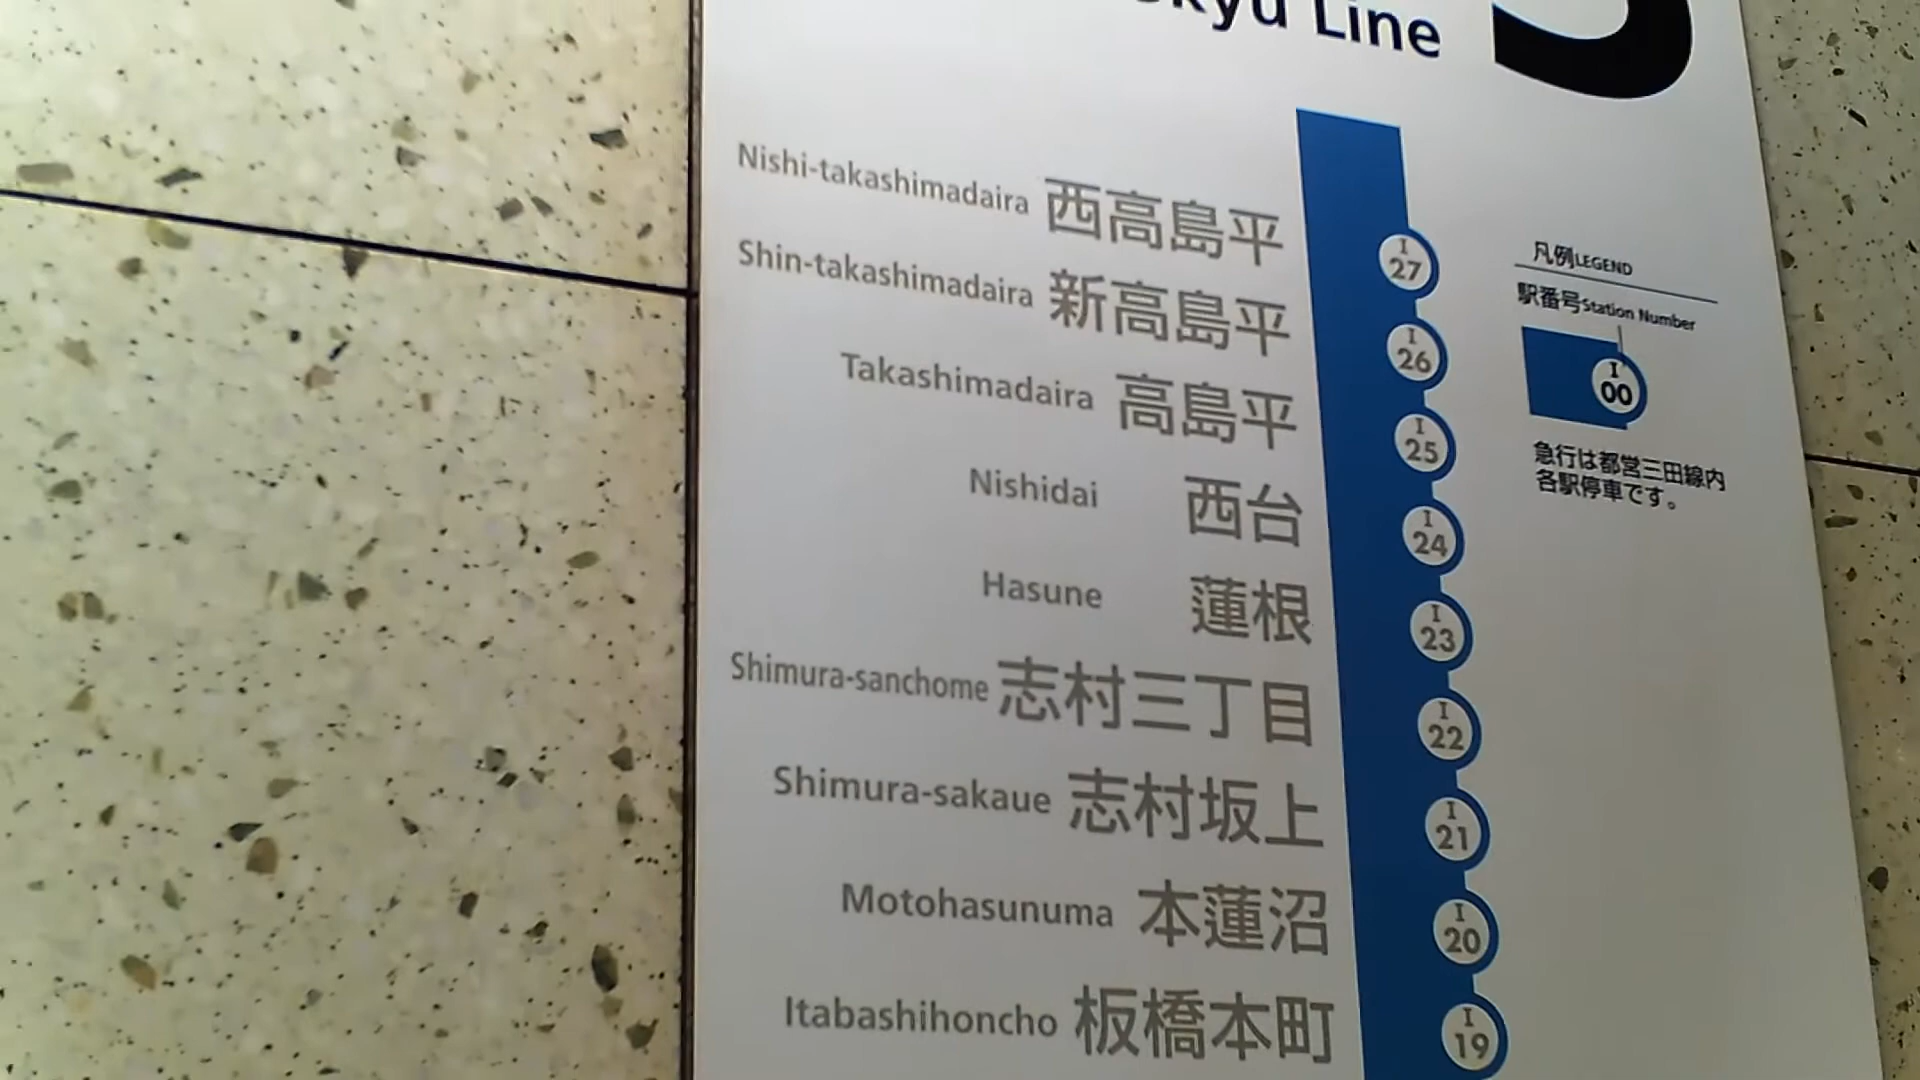 kyu Line
Nishi-takashimadaira 西高島平 I 27
Shin-takashimadaira 新高島平 I 26
Takashimadaira 高島平 I 25
Nishidai 西台 I 24
Hasune 蓮根 I 23
Shimura-sanchome 志村三丁目 I 22
Shimura-sakaue 志村坂上 I 21
Motohasunuma 本蓮沼 I 20
Itabashihoncho 板橋本町 I 19
凡例LEGEND
駅番号Station Number
I 00
急行は都営三田線内
各駅停車です。